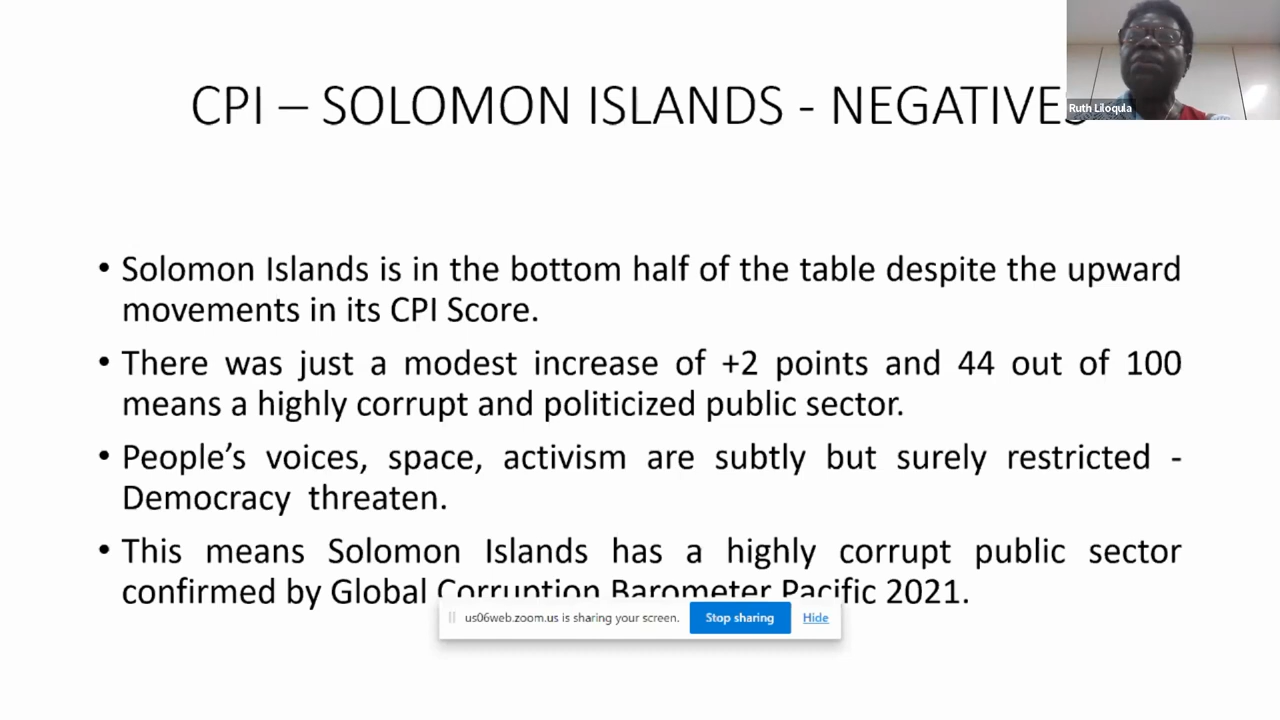 CPI – SOLOMON ISLANDS - NEGATIVES
Ruth Liloqula
• Solomon Islands is in the bottom half of the table despite the upward
movements in its CPI Score.
• There was just a modest increase of +2 points and 44 out of 100
means a highly corrupt and politicized public sector.
• People’s voices, space, activism are subtly but surely restricted -
Democracy threaten.
• This means Solomon Islands has a highly corrupt public sector
confirmed by Global Corruption Barometer Pacific 2021.
us06web.zoom.us is sharing your screen. Stop sharing Hide